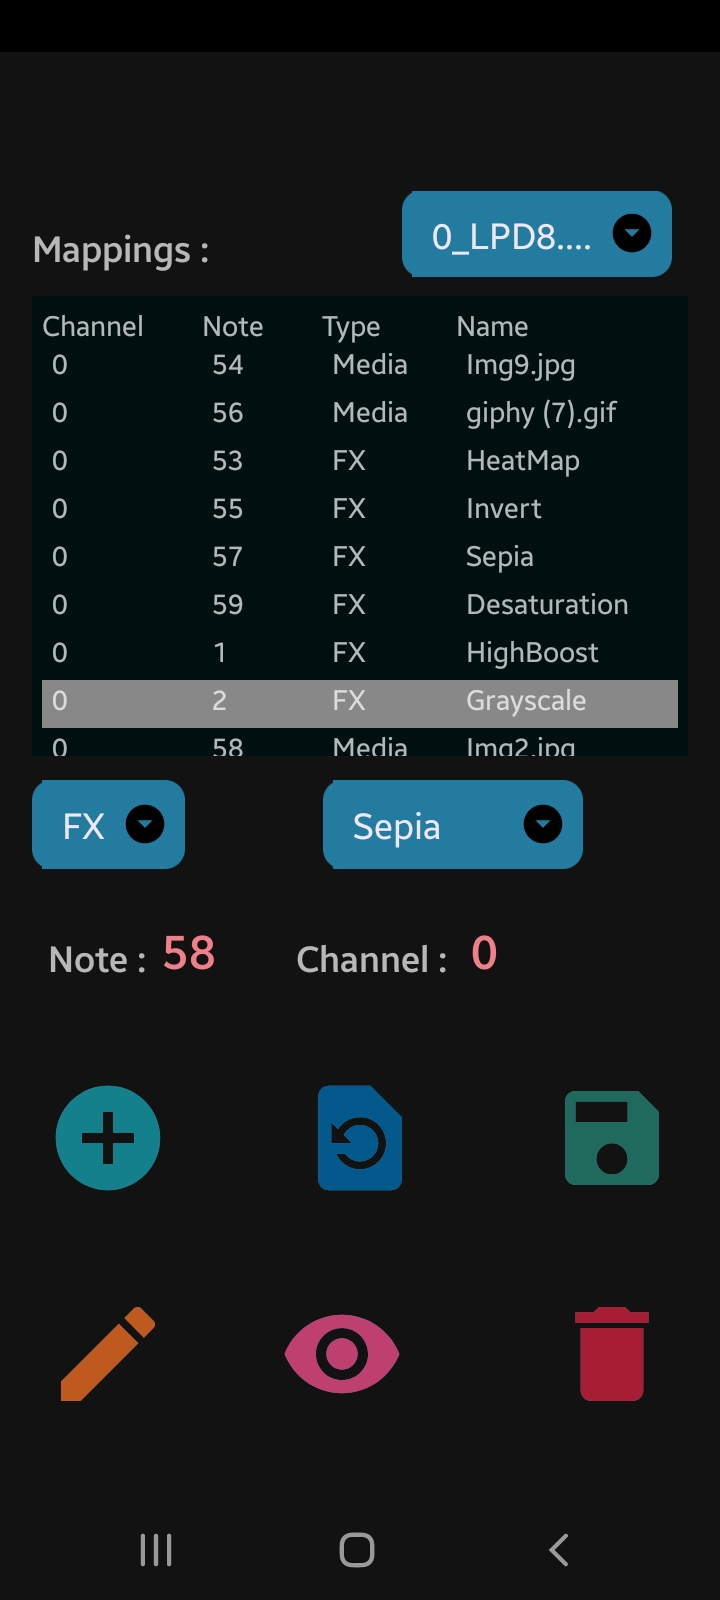 Mappings :
0_LPD8....
Channel Note Type Name
0 54 Media Img9.jpg
0 56 Media giphy (7).gif
0 53 FX HeatMap
0 55 FX Invert
0 57 FX Sepia
0 59 FX Desaturation
0 1 FX HighBoost
0 2 FX Grayscale
0 58 Media Img2.jpg
FX Sepia
Note : 58 Channel : 0